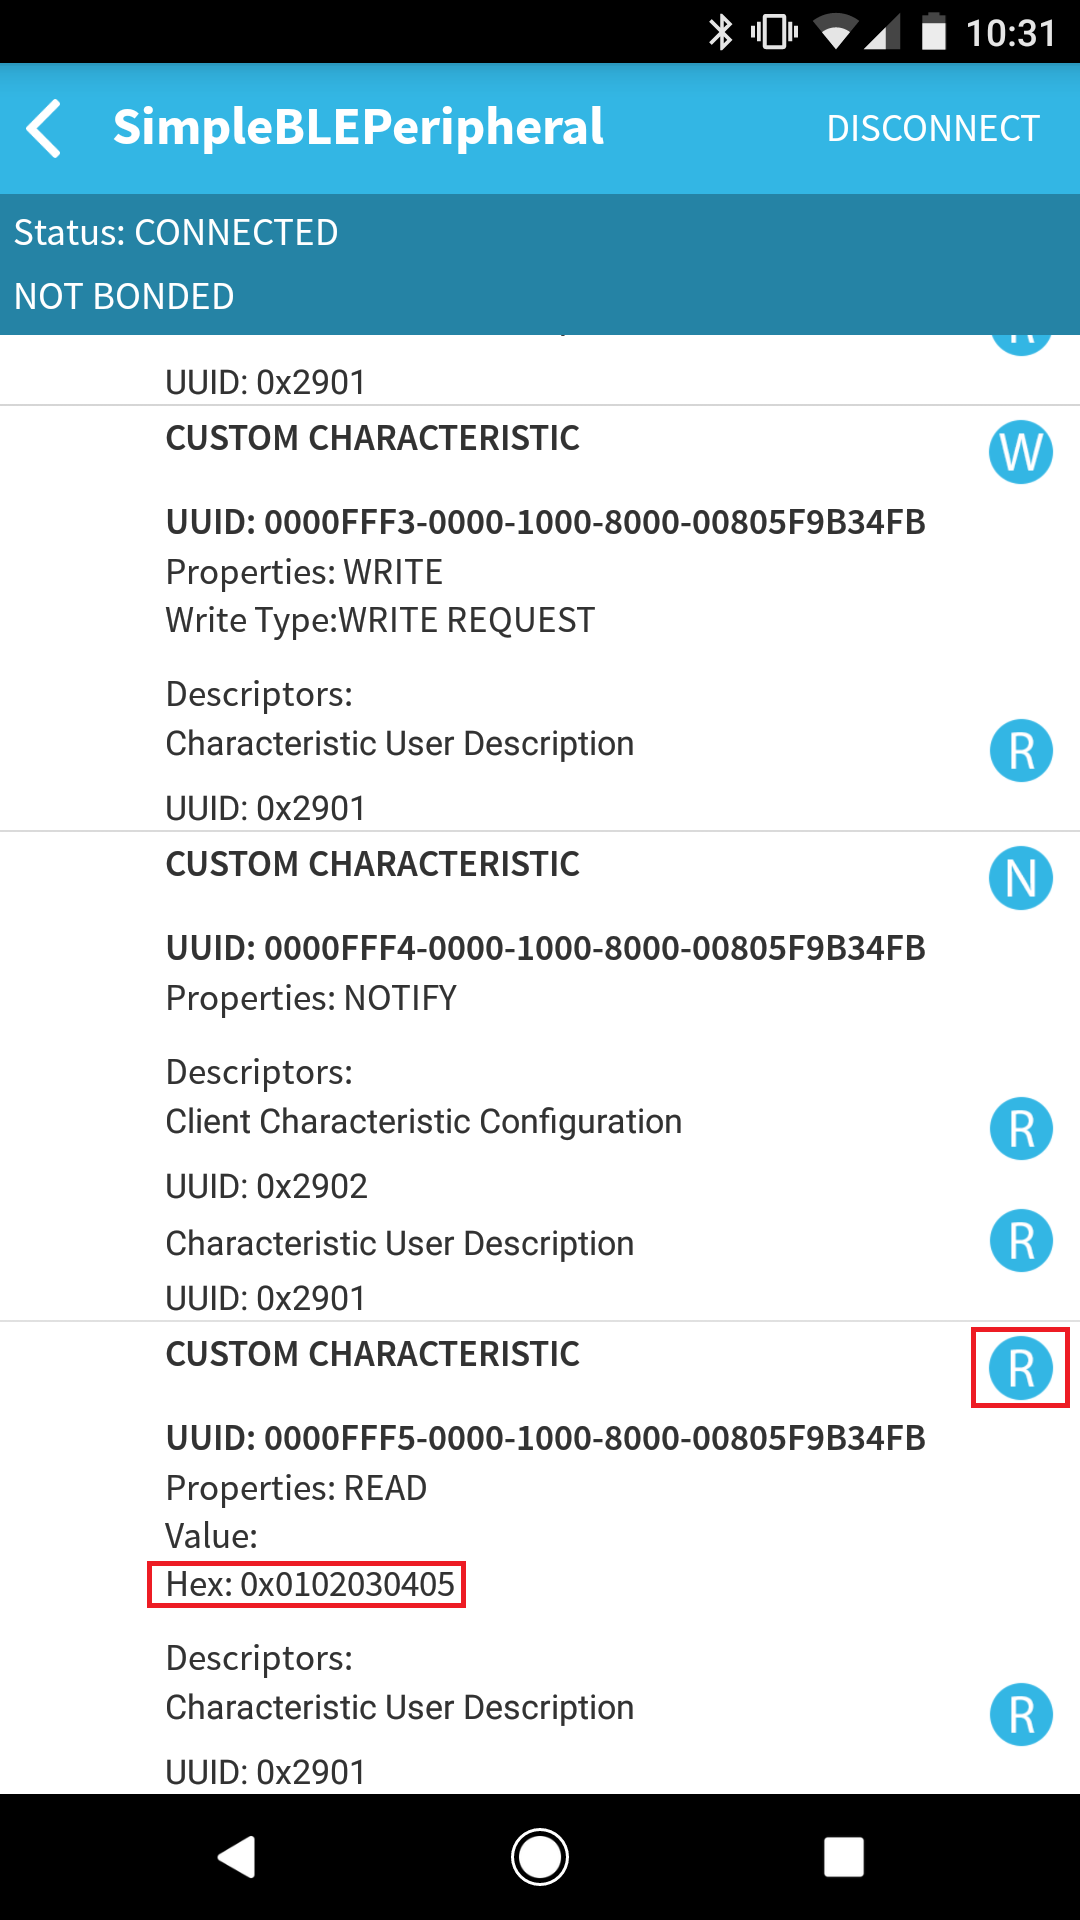 10:31
SimpleBLEPeripheral DISCONNECT
Status: CONNECTED
NOT BONDED
UUID: 0x2901
CUSTOM CHARACTERISTIC W
UUID: 0000FFF3-0000-1000-8000-00805F9B34FB
Properties: WRITE
Write Type:WRITE REQUEST
Descriptors:
Characteristic User Description R
UUID: 0x2901
CUSTOM CHARACTERISTIC N
UUID: 0000FFF4-0000-1000-8000-00805F9B34FB
Properties: NOTIFY
Descriptors:
Client Characteristic Configuration R
UUID: 0x2902
Characteristic User Description R
UUID: 0x2901
CUSTOM CHARACTERISTIC R
UUID: 0000FFF5-0000-1000-8000-00805F9B34FB
Properties: READ
Value:
Hex: 0x0102030405
Descriptors:
Characteristic User Description R
UUID: 0x2901